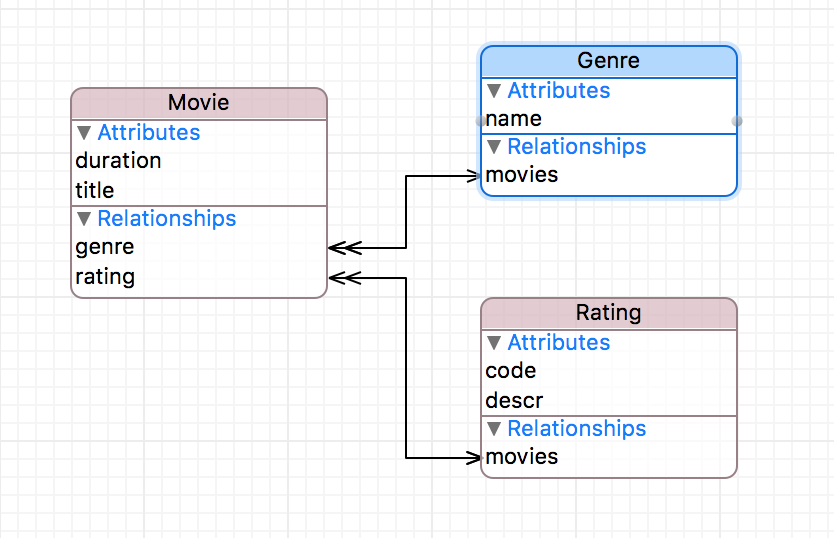 Movie
Attributes
duration
title
Relationships
genre
rating
Genre
Attributes
name
Relationships
movies
Rating
Attributes
code
descr
Relationships
movies